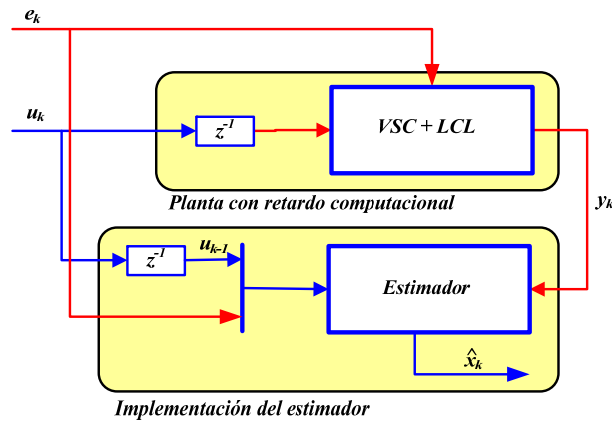 e_k
u_k
z^-1
VSC + LCL
Planta con retardo computacional
y_k
z^-1
u_k-1
Estimador
x̂_k
Implementación del estimador